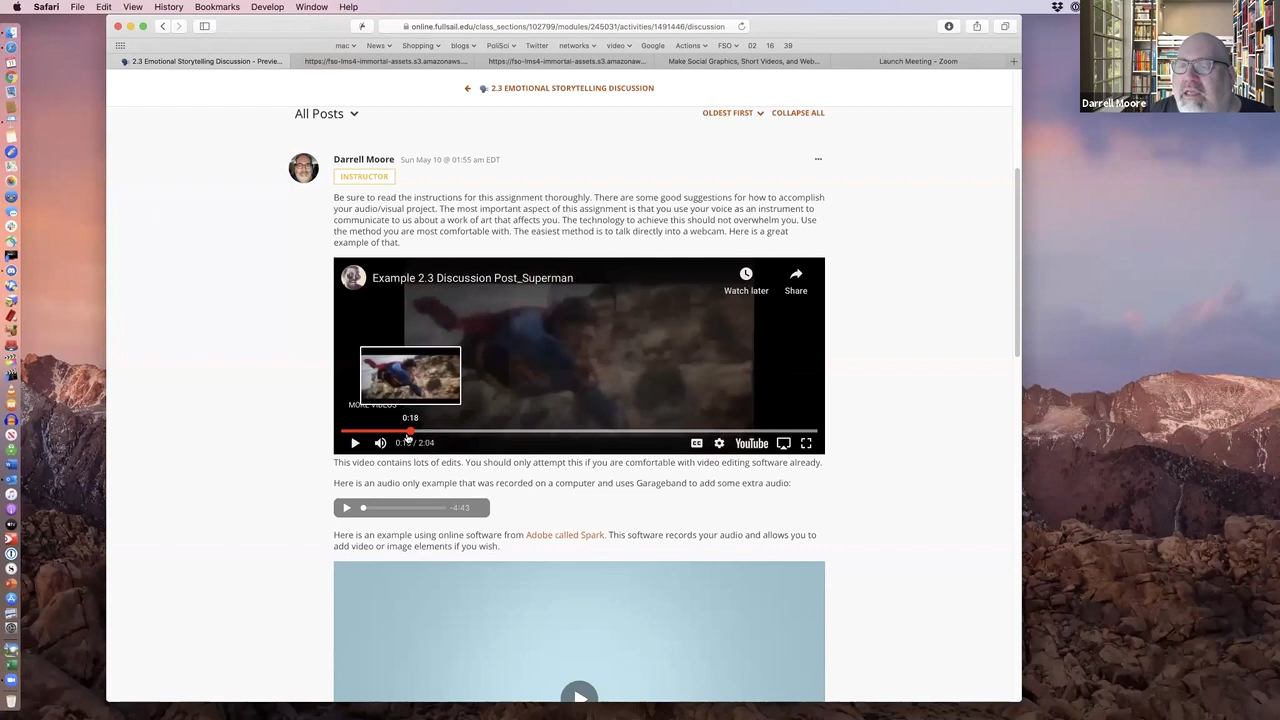 Safari File Edit View History Bookmarks Develop Window Help
online.fullsail.edu/class_sections/102799/modules/245031/activities/1491446/discussion
mac News Shopping blogs PoliSci Twitter networks video Google Actions FSO 02 16 39
2.3 Emotional Storytelling Discussion - Previe... https://fso-lms4-immortal-assets.s3.amazonaws.... https://fso-lms4-immortal-assets.s3.amazonaw... Make Social Graphics, Short Videos, and Web... Launch Meeting - Zoom
2.3 EMOTIONAL STORYTELLING DISCUSSION
Darrell Moore
All Posts OLDEST FIRST COLLAPSE ALL
Darrell Moore Sun May 10 @ 01:55 am EDT
INSTRUCTOR
Be sure to read the instructions for this assignment thoroughly. There are some good suggestions for how to accomplish
your audio/visual project. The most important aspect of this assignment is that you use your voice as an instrument to
communicate to us about a work of art that affects you. The technology to achieve this should not overwhelm you. Use
the method you are most comfortable with. The easiest method is to talk directly into a webcam. Here is a great
example of that.
Example 2.3 Discussion Post_Superman
Watch later Share
MORE VIDEOS
0:18
/ 2:04 CC YouTube
This video contains lots of edits. You should only attempt this if you are comfortable with video editing software already.
Here is an audio only example that was recorded on a computer and uses Garageband to add some extra audio:
-4:43
Here is an example using online software from Adobe called Spark. This software records your audio and allows you to
add video or image elements if you wish.